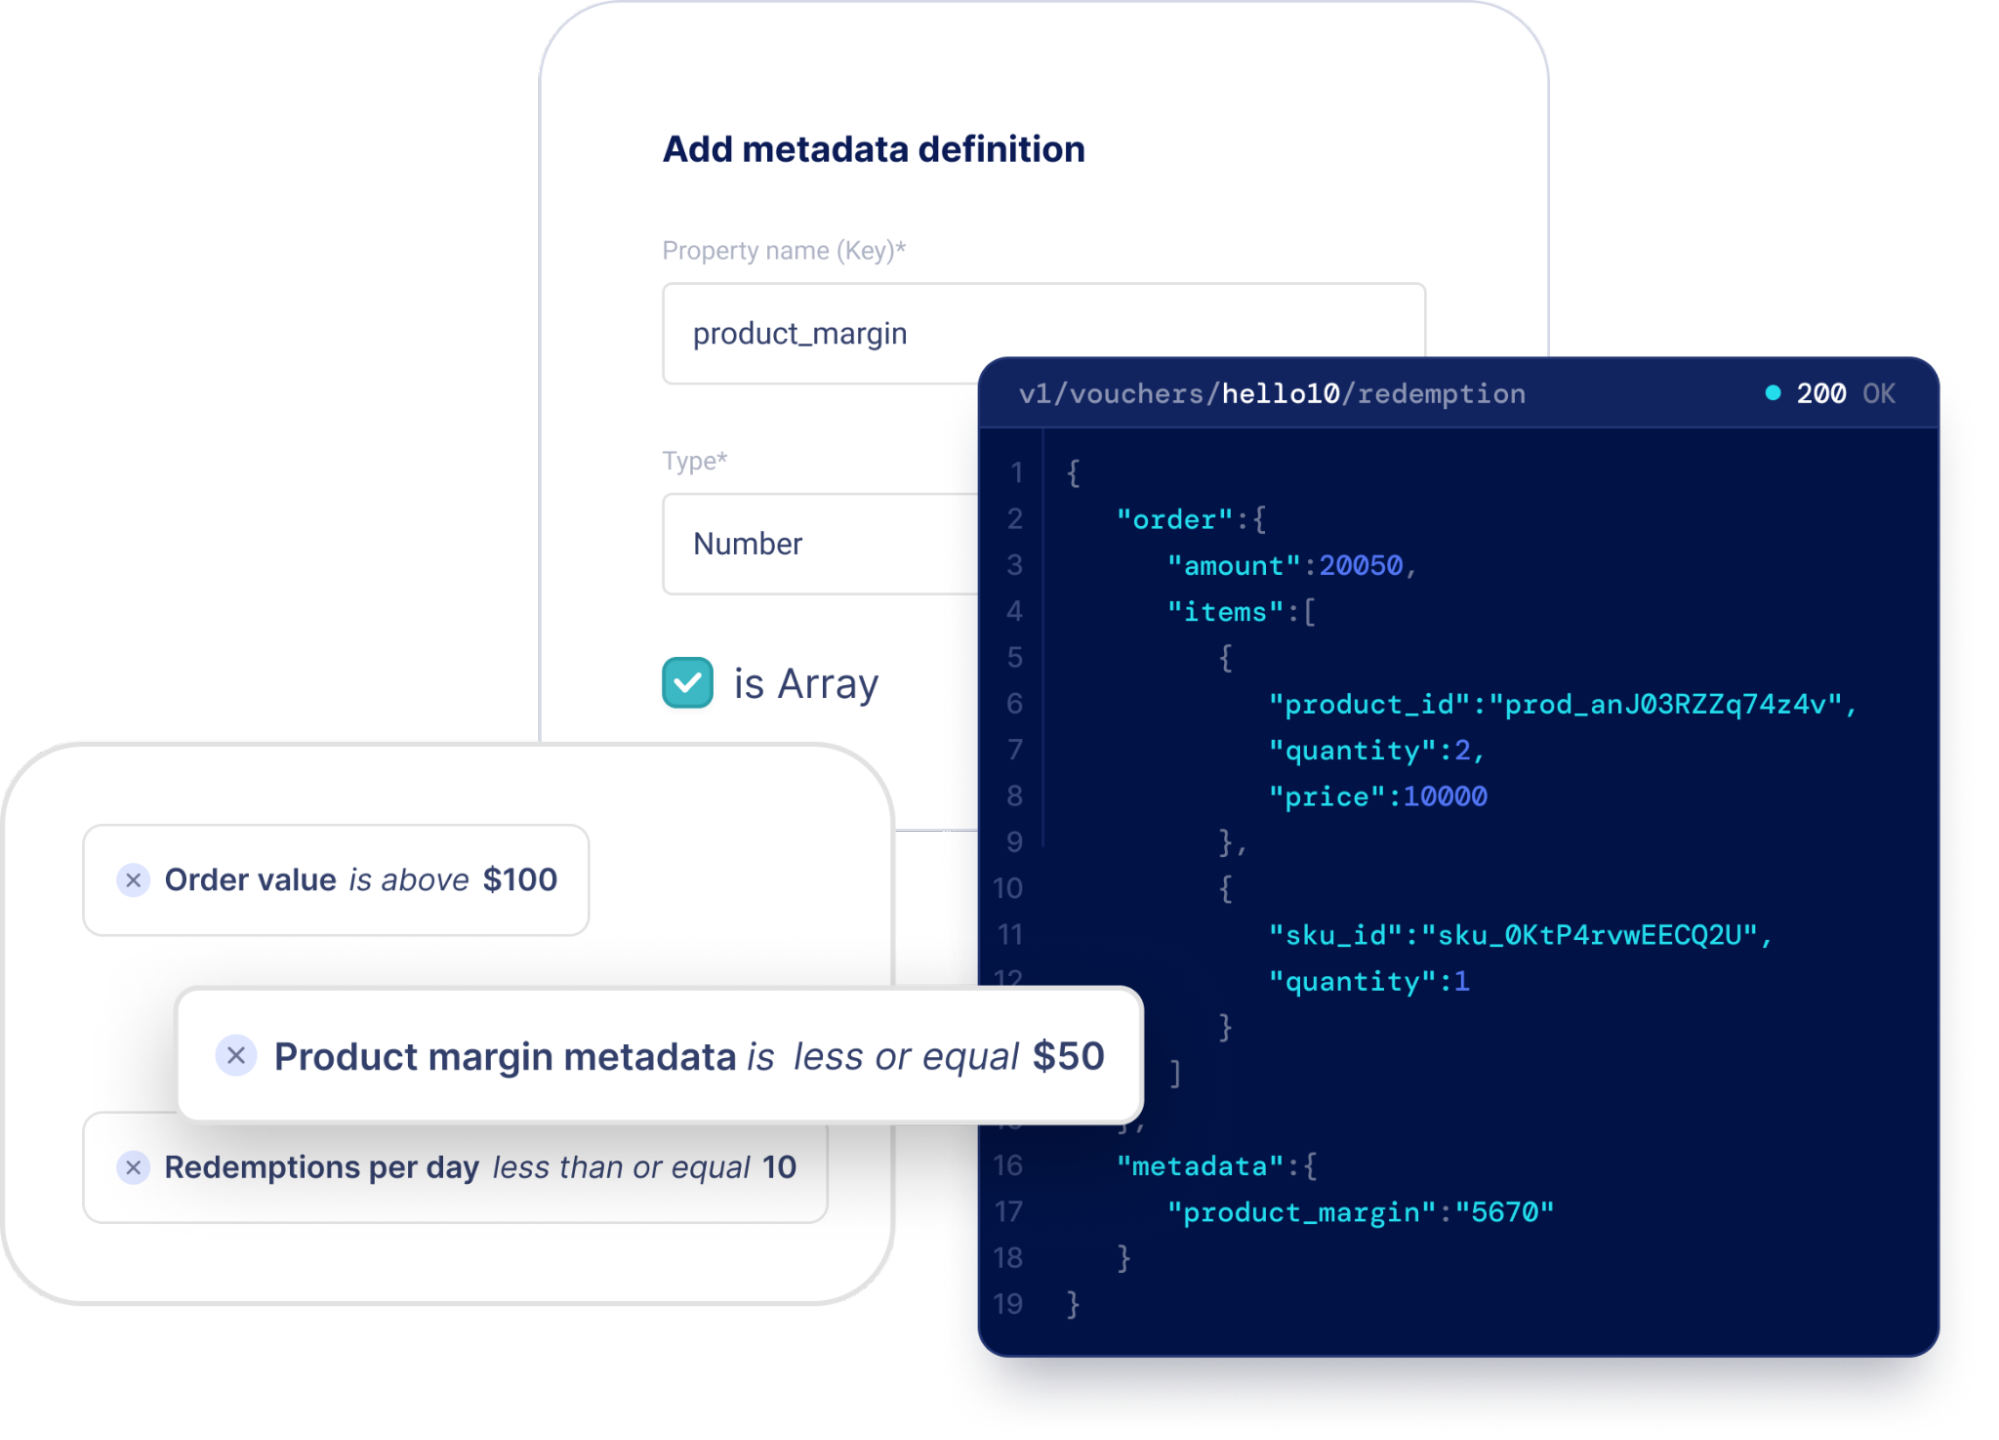 Add metadata definition
Property name (Key)*
product_margin
Type*
Number
is Array
Order value is above $100
Product margin metadata is less or equal $50
Redemptions per day less than or equal 10
v1/vouchers/hello10/redemption 200 OK
1 {
2 "order":{
3 "amount":20050,
4 "items":[
5 {
6 "product_id":"prod_anJ03RZZq74z4v",
7 "quantity":2,
8 "price":10000
9 },
10 {
11 "sku_id":"sku_0KtP4rvwEECQ2U",
12 "quantity":1
}
]
},
16 "metadata":{
17 "product_margin":"5670"
18 }
19 }